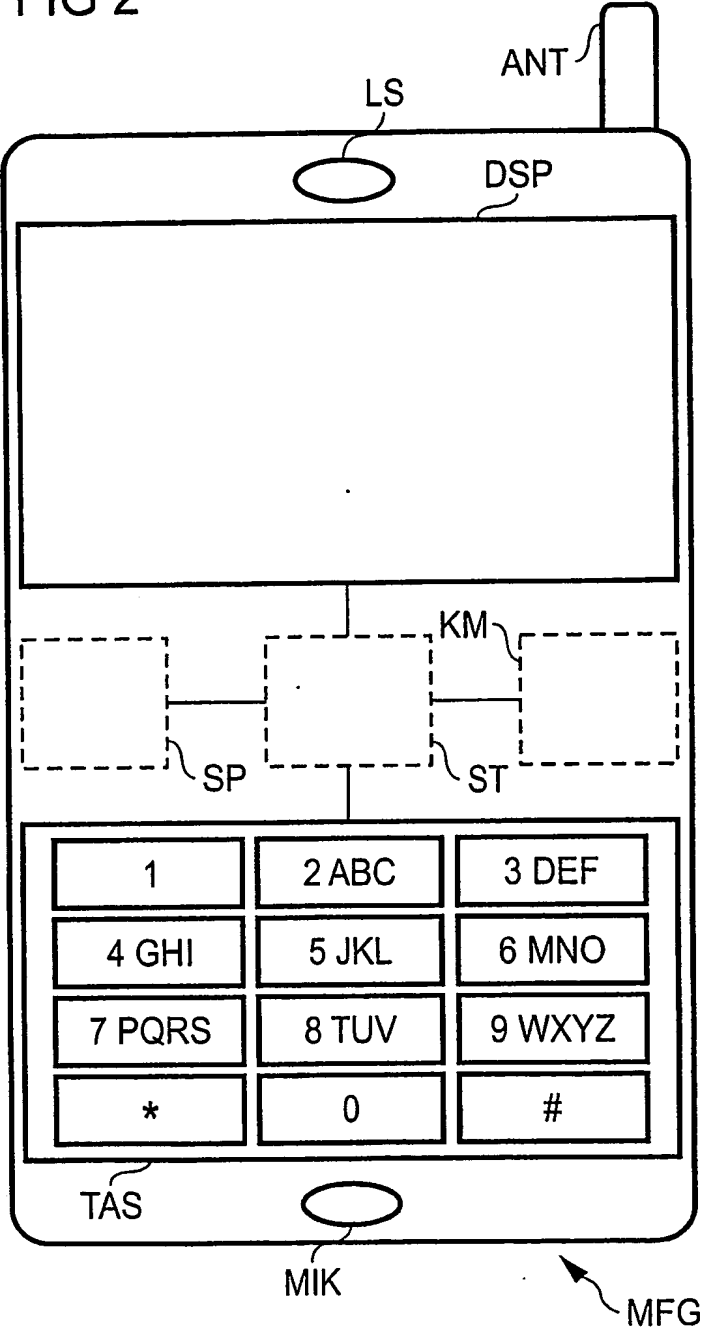 FIG 2
ANT
LS
DSP
KM
SP
ST
1
2 ABC
3 DEF
4 GHI
5 JKL
6 MNO
7 PQRS
8 TUV
9 WXYZ
*
0
#
TAS
MIK
MFG